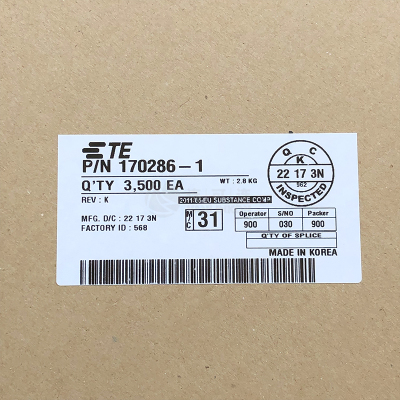 TE
P/N 170286-1
Q'TY 3,500 EA
WT : 2.8 KG
REV : K
2011/65/EU SUBSTANCE COMP
MFG. D/C : 22 17 3N
FACTORY ID : 568
M/C 31
Operator S/NO Packer
900 030 900
Q'TY OF SPLICE
MADE IN KOREA
Q C
K
22 17 3N
562
INSPECTED